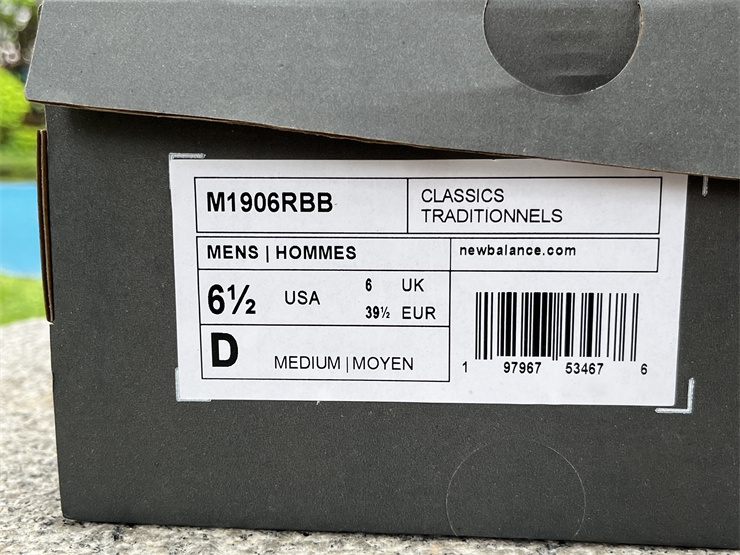 M1906RBB
CLASSICS
TRADITIONNELS
MENS | HOMMES
newbalance.com
6½ USA
6 UK
39½ EUR
D MEDIUM | MOYEN
1 97967 53467 6